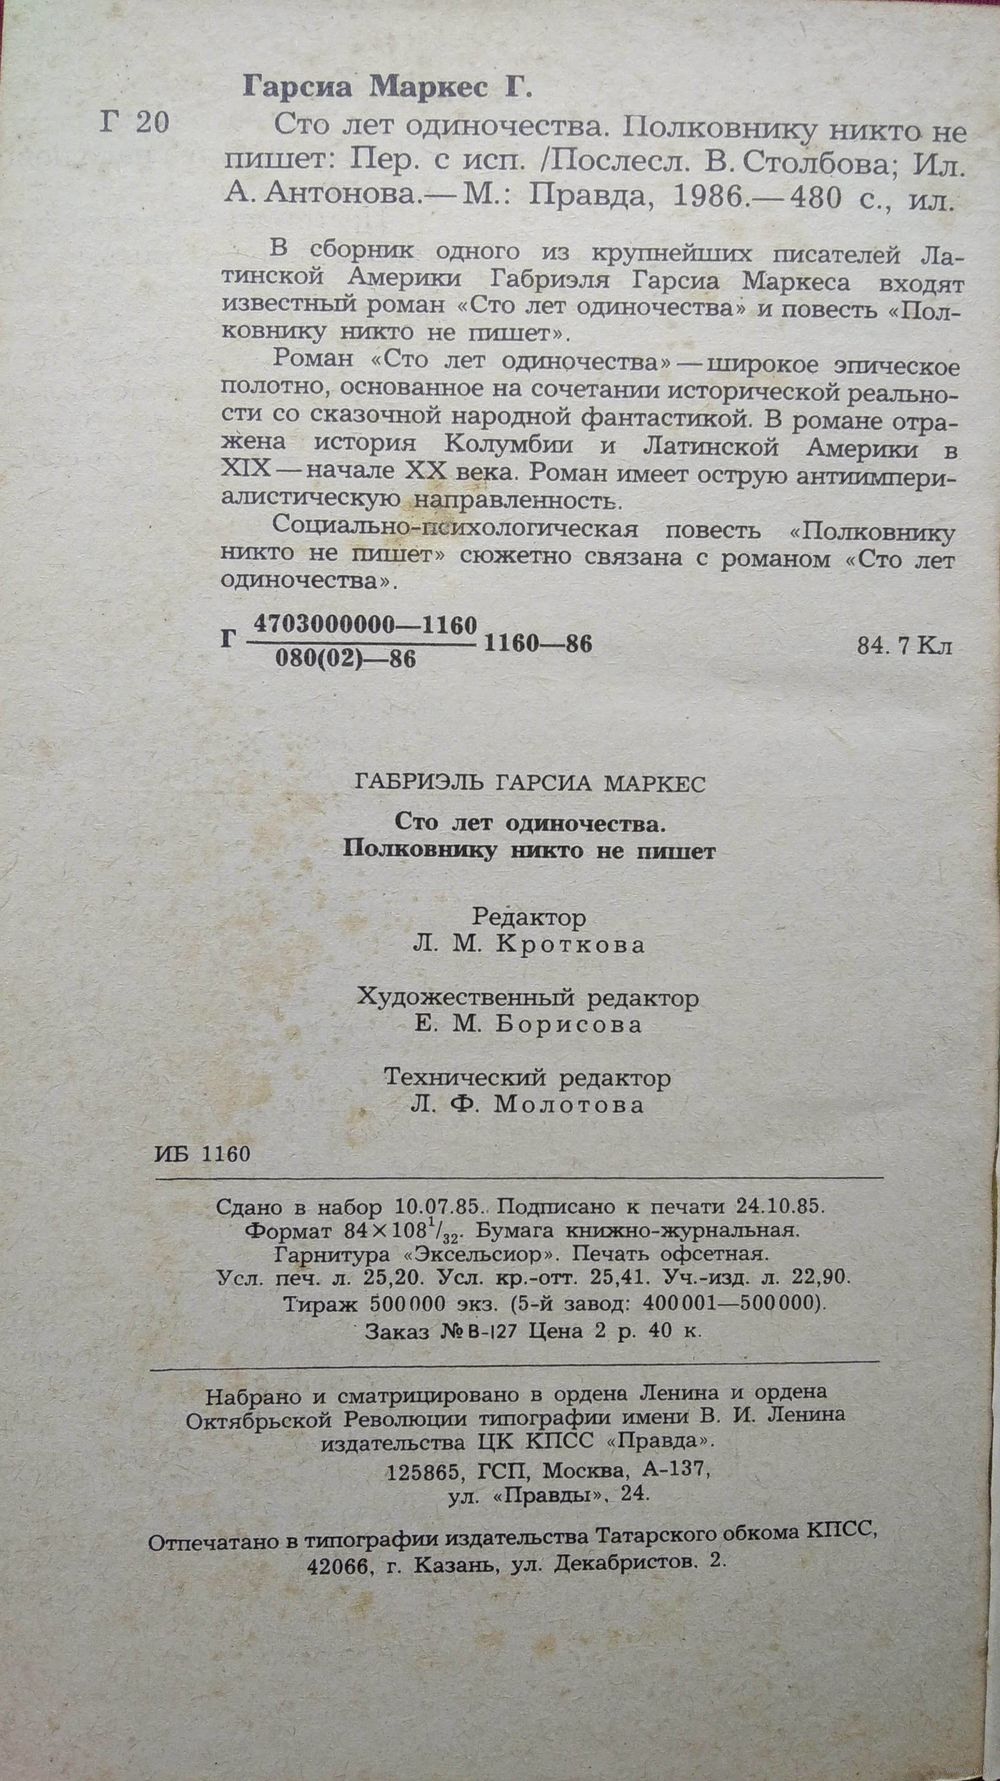 Гарсиа Маркес Г.
Г 20
Сто лет одиночества. Полковнику никто не
пишет: Пер. с исп. /Послесл. В. Столбова; Ил.
А. Антонова.— М.: Правда, 1986.— 480 с., ил.
В сборник одного из крупнейших писателей Ла-
тинской Америки Габриэля Гарсиа Маркеса входят
известный роман «Сто лет одиночества» и повесть «Пол-
ковнику никто не пишет».
Роман «Сто лет одиночества» — широкое эпическое
полотно, основанное на сочетании исторической реально-
сти со сказочной народной фантастикой. В романе отра-
жена история Колумбии и Латинской Америки в
XIX — начале XX века. Роман имеет острую антиимпери-
алистическую направленность.
Социально-психологическая повесть «Полковнику
никто не пишет» сюжетно связана с романом «Сто лет
одиночества».
Г 4703000000—1160
080(02)—86 1160—86 84. 7 Кл
ГАБРИЭЛЬ ГАРСИА МАРКЕС
Сто лет одиночества.
Полковнику никто не пишет
Редактор
Л. М. Кроткова
Художественный редактор
Е. М. Борисова
Технический редактор
Л. Ф. Молотова
ИБ 1160
Сдано в набор 10.07.85. Подписано к печати 24.10.85.
Формат 84×108 1/32. Бумага книжно-журнальная.
Гарнитура «Эксельсиор». Печать офсетная.
Усл. печ. л. 25,20. Усл. кр.-отт. 25,41. Уч.-изд. л. 22,90.
Тираж 500 000 экз. (5-й завод: 400 001—500 000).
Заказ № В-127 Цена 2 р. 40 к.
Набрано и сматрицировано в ордена Ленина и ордена
Октябрьской Революции типографии имени В. И. Ленина
издательства ЦК КПСС «Правда».
125865, ГСП, Москва, А-137,
ул. «Правды», 24.
Отпечатано в типографии издательства Татарского обкома КПСС,
42066, г. Казань, ул. Декабристов. 2.